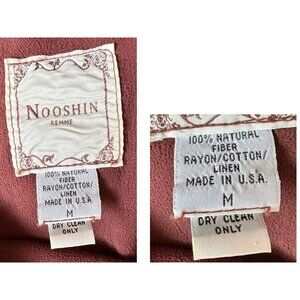 NOOSHIN
FEMME
100% NATURAL
FIBER
RAYON/COTTON/
LINEN
MADE IN U.S.A.
M
DRY CLEAN
ONLY
100% NATURAL
FIBER
RAYON/COTTON/
LINEN
MADE IN U.S.A.
M
DRY CLEAN
ONLY